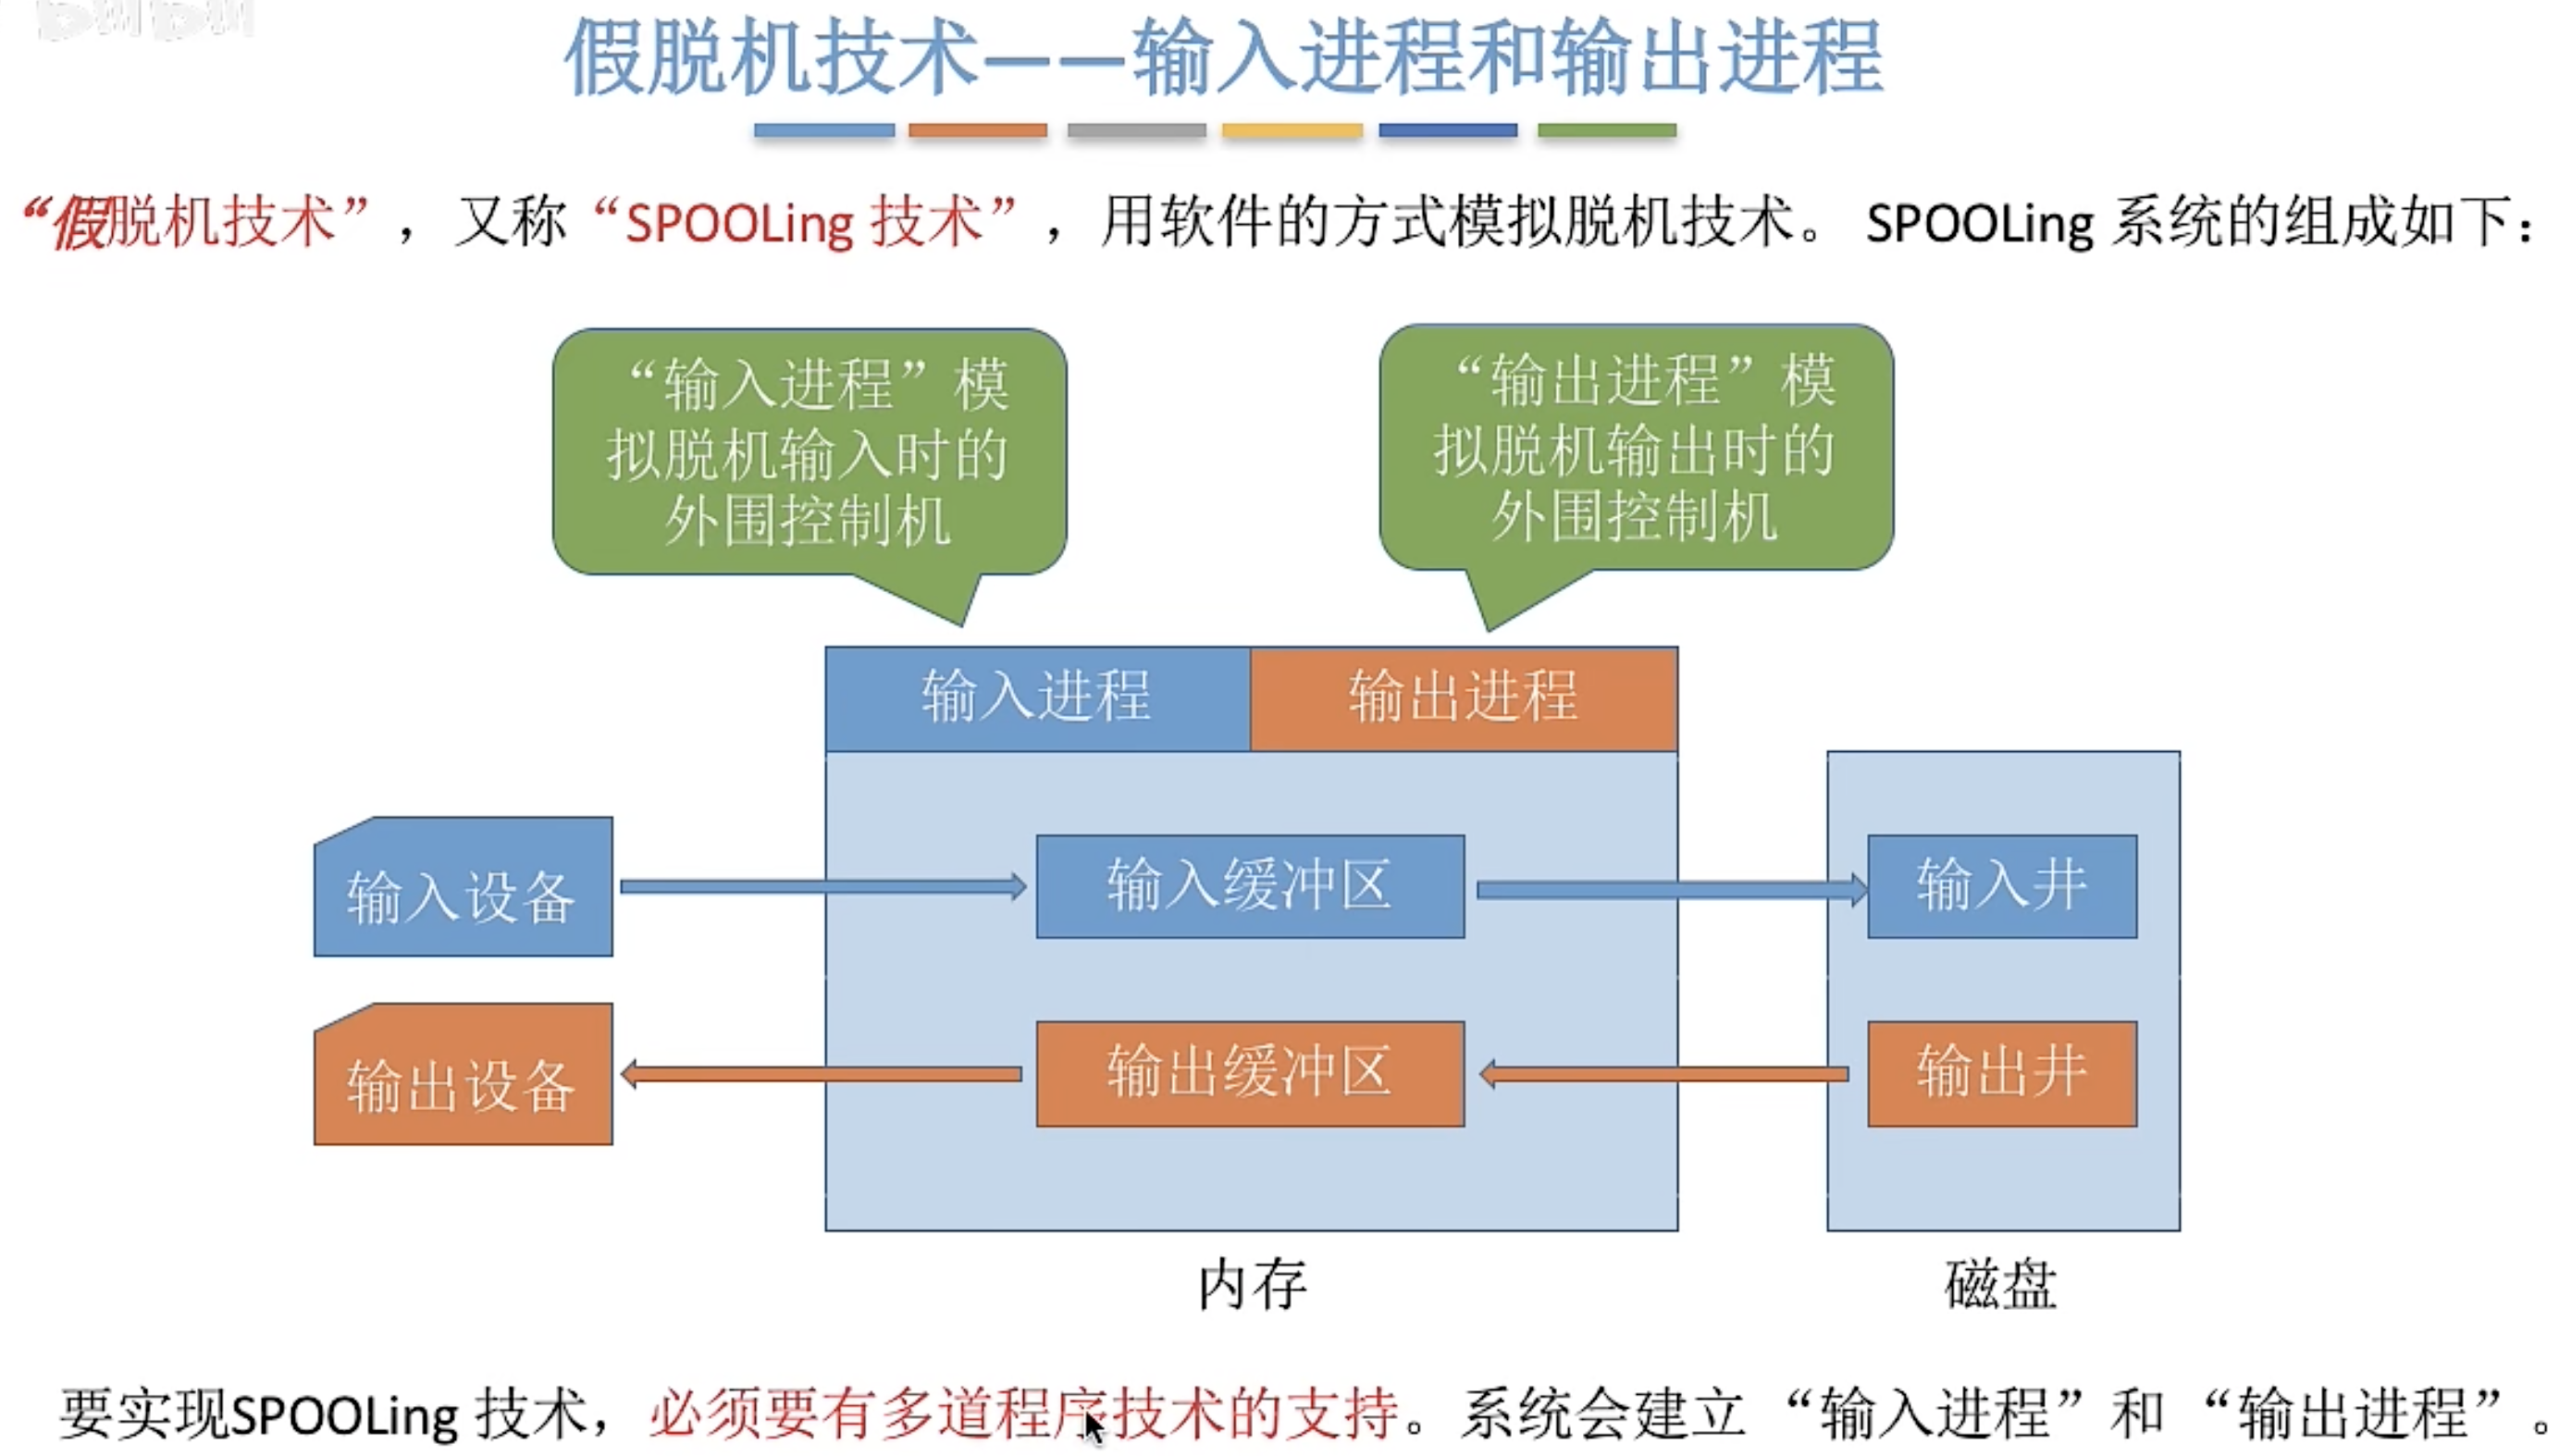 假脱机技术——输入进程和输出进程
“假脱机技术”，又称“SPOOLing 技术”，用软件的方式模拟脱机技术。 SPOOLing 系统的组成如下：
“输入进程”模
拟脱机输入时的
外围控制机
“输出进程”模
拟脱机输出时的
外围控制机
输入进程
输出进程
输入设备
输入缓冲区
输入井
输出设备
输出缓冲区
输出井
内存
磁盘
要实现SPOOLing 技术，必须要有多道程序技术的支持。系统会建立“输入进程”和“输出进程”。